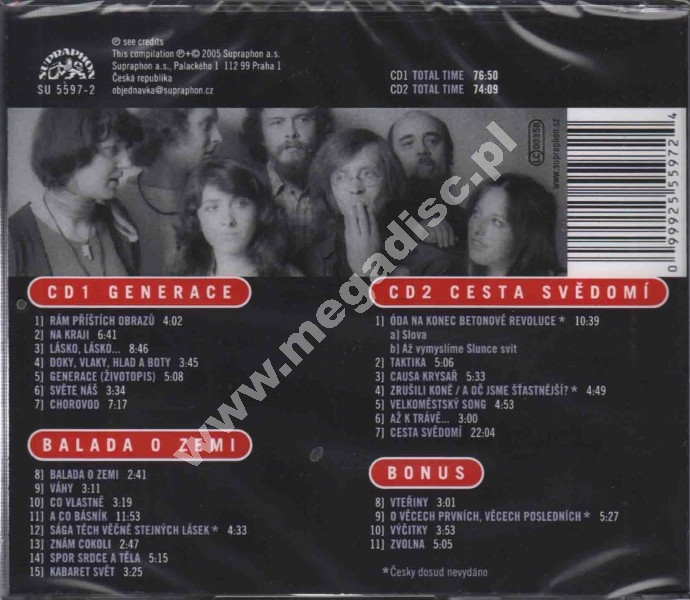 SUPRAPHON
SU 5597-2
℗ see credits
This compilation ℗+© 2005 Supraphon a.s.
Supraphon a.s., Palackého 1 112 99 Praha 1
Česká republika
objednavka@supraphon.cz
CD1 TOTAL TIME 76:50
CD2 TOTAL TIME 74:09
LC 00358
www.supraphon.cz
0 99925 55972 4
CD1 GENERACE
1] RÁM PŘÍŠTÍCH OBRAZŮ 4:02
2] NA KRAJI 6:41
3] LÁSKO, LÁSKO... 8:46
4] DOKY, VLAKY, HLAD A BOTY 3:45
5] GENERACE (ŽIVOTOPIS) 5:08
6] SVĚTE NÁŠ 3:34
7] CHOROVOD 7:17
BALADA O ZEMI
8] BALADA O ZEMI 2:41
9] VÁHY 3:11
10] CO VLASTNĚ 3:19
11] A CO BÁSNÍK 11:53
12] SÁGA TĚCH VĚČNĚ STEJNÝCH LÁSEK * 4:33
13] ZNÁM COKOLI 2:47
14] SPOR SRDCE A TĚLA 5:15
15] KABARET SVĚT 3:25
CD2 CESTA SVĚDOMÍ
1] ÓDA NA KONEC BETONOVÉ REVOLUCE * 10:39
a] Slova
b] Až vymyslíme Slunce svit
2] TAKTIKA 5:06
3] CAUSA KRYSAŘ 5:33
4] ZRUŠILI KONĚ / A OČ JSME ŠŤASTNĚJŠÍ? * 4:49
5] VELKOMĚSTSKÝ SONG 4:53
6] AŽ K TRÁVĚ... 3:00
7] CESTA SVĚDOMÍ 22:04
BONUS
8] VTEŘINY 3:01
9] O VĚCECH PRVNÍCH, VĚCECH POSLEDNÍCH * 5:27
10] VÝČITKY 3:53
11] ZVOLNA 5:05
*Česky dosud nevydáno
www.megadisc.pl